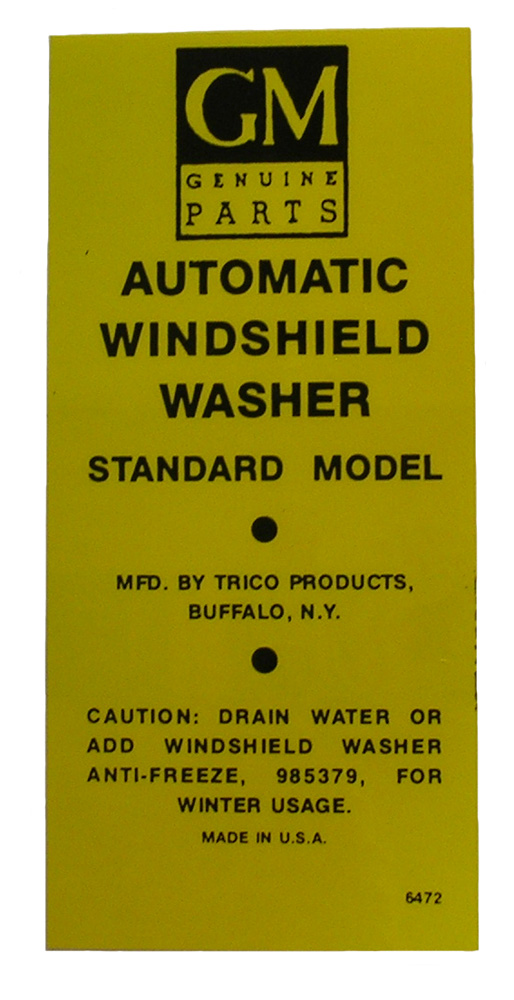 GM
GENUINE
PARTS
AUTOMATIC
WINDSHIELD
WASHER
STANDARD MODEL
MFD. BY TRICO PRODUCTS,
BUFFALO, N.Y.
CAUTION: DRAIN WATER OR
ADD WINDSHIELD WASHER
ANTI-FREEZE, 985379, FOR
WINTER USAGE.
MADE IN U.S.A.
6472